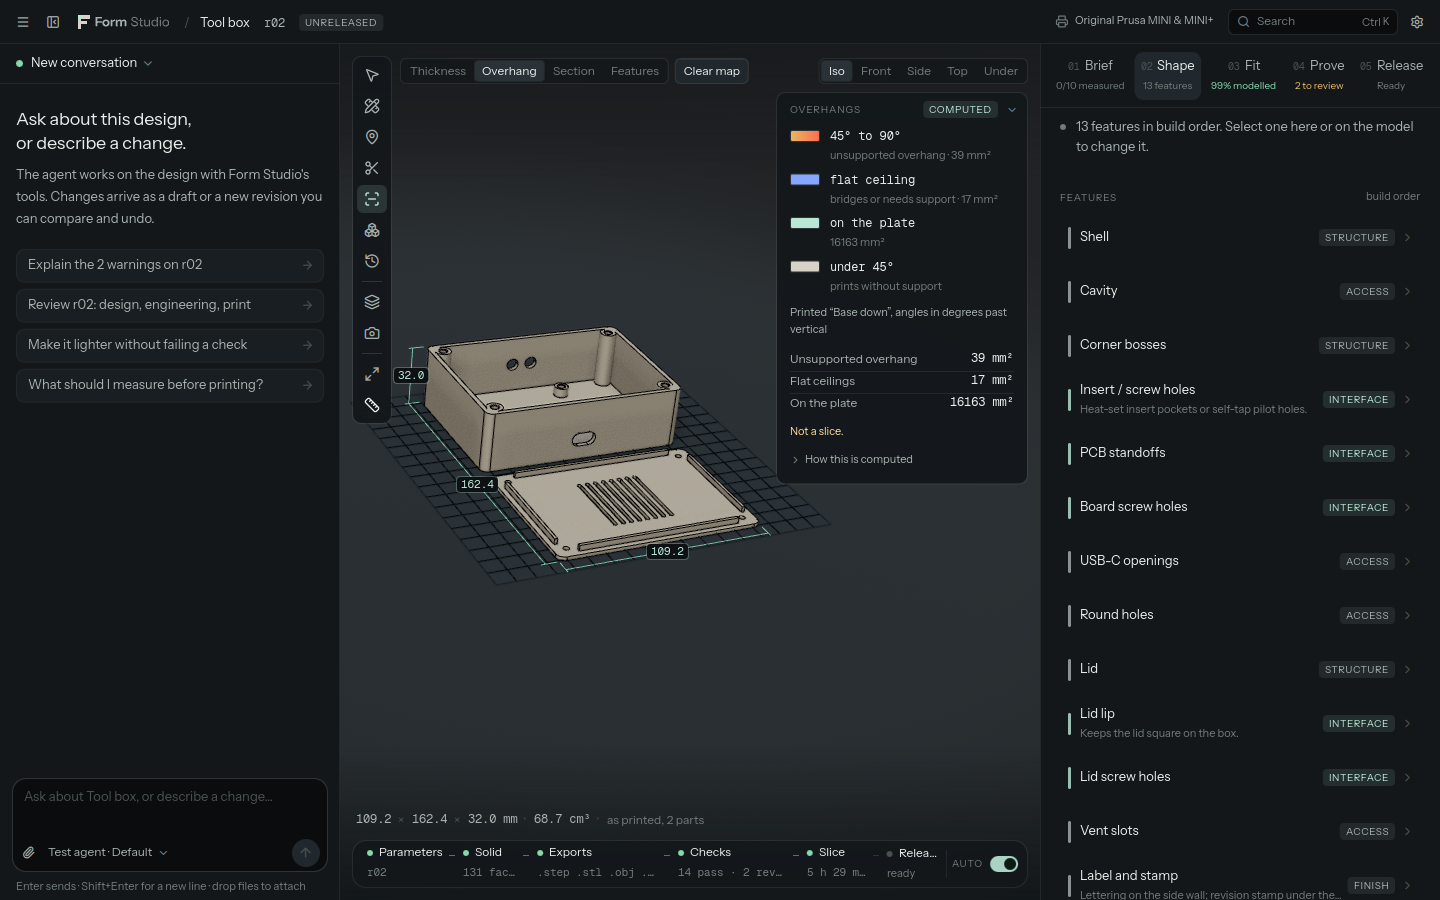 Form Studio / Tool box r02 UNRELEASED
Original Prusa MINI & MINI+
Search Ctrl K
New conversation
Ask about this design,
or describe a change.
The agent works on the design with Form Studio's
tools. Changes arrive as a draft or a new revision you
can compare and undo.
Explain the 2 warnings on r02
Review r02: design, engineering, print
Make it lighter without failing a check
What should I measure before printing?
Ask about Tool box, or describe a change…
Test agent · Default
Enter sends · Shift+Enter for a new line · drop files to attach
Thickness Overhang Section Features Clear map
Iso Front Side Top Under
OVERHANGS COMPUTED
45° to 90°
unsupported overhang · 39 mm²
flat ceiling
bridges or needs support · 17 mm²
on the plate
16163 mm²
under 45°
prints without support
Printed “Base down”, angles in degrees past
vertical
Unsupported overhang 39 mm²
Flat ceilings 17 mm²
On the plate 16163 mm²
Not a slice.
How this is computed
32.0
162.4
109.2
109.2 × 162.4 × 32.0 mm · 68.7 cm³ · as printed, 2 parts
Parameters Solid Exports Checks Slice Relea…
r02 131 fac… .step .stl .obj .… 14 pass · 2 rev… 5 h 29 m… ready
AUTO
01 Brief 02 Shape 03 Fit 04 Prove 05 Release
0/10 measured 13 features 99% modelled 2 to review Ready
13 features in build order. Select one here or on the model
to change it.
FEATURES build order
Shell STRUCTURE
Cavity ACCESS
Corner bosses STRUCTURE
Insert / screw holes INTERFACE
Heat-set insert pockets or self-tap pilot holes.
PCB standoffs INTERFACE
Board screw holes INTERFACE
USB-C openings ACCESS
Round holes ACCESS
Lid STRUCTURE
Lid lip INTERFACE
Keeps the lid square on the box.
Lid screw holes INTERFACE
Vent slots ACCESS
Label and stamp FINISH
Lettering on the side wall; revision stamp under the…